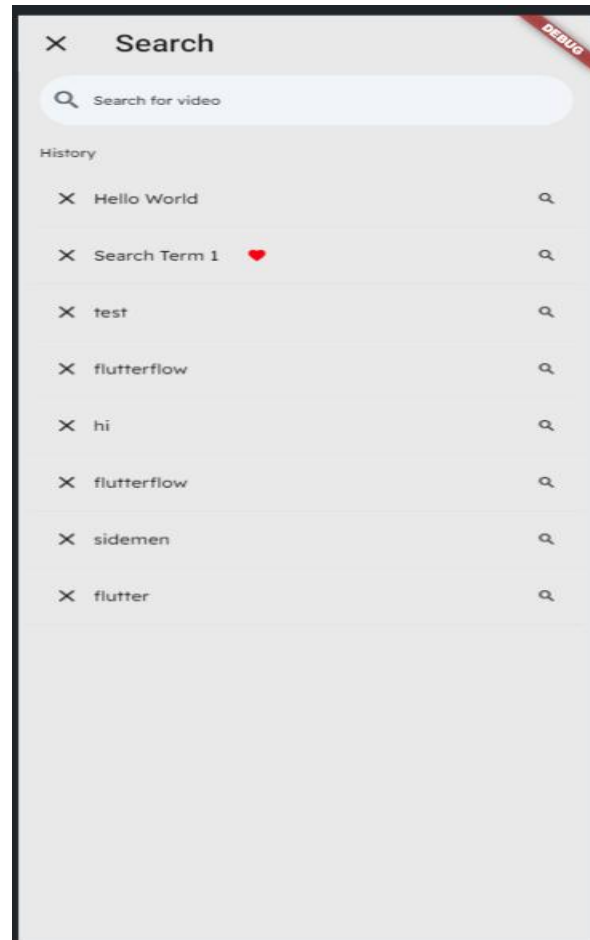 Search
DEBUG
Search for video
History
Hello World
Search Term 1
test
flutterflow
hi
flutterflow
sidemen
flutter